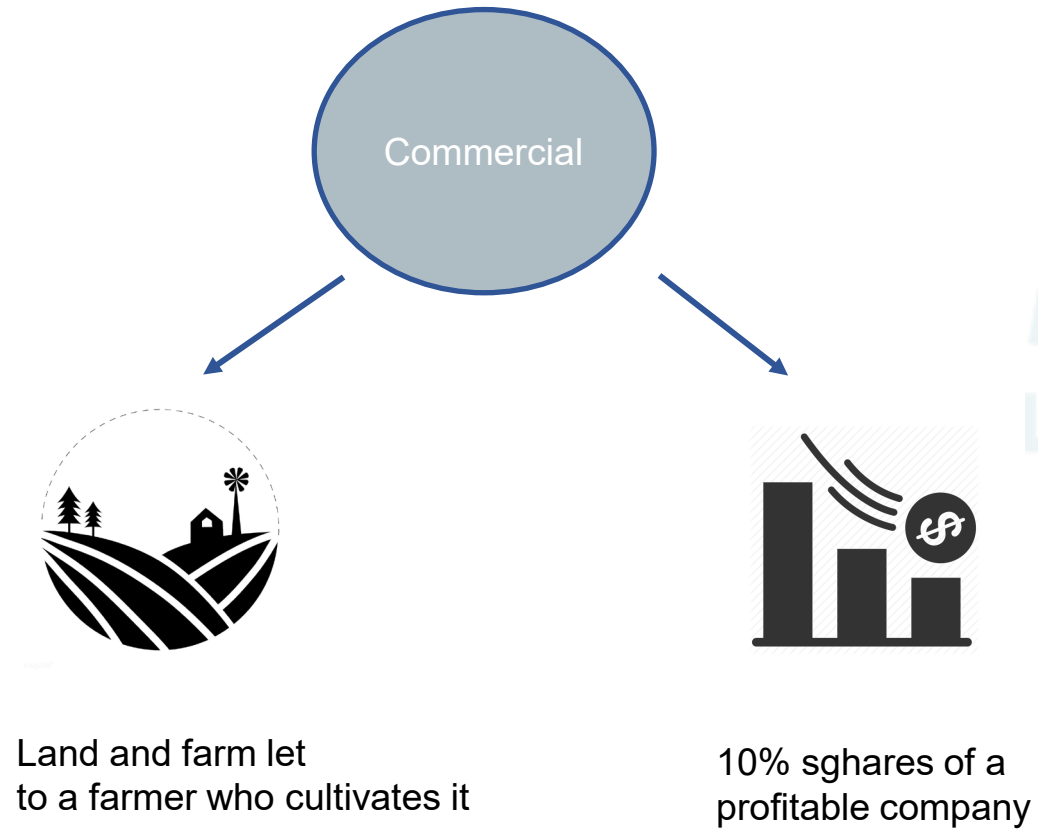 Commercial
$
Land and farm let
to a farmer who cultivates it
10% sghares of a
profitable company